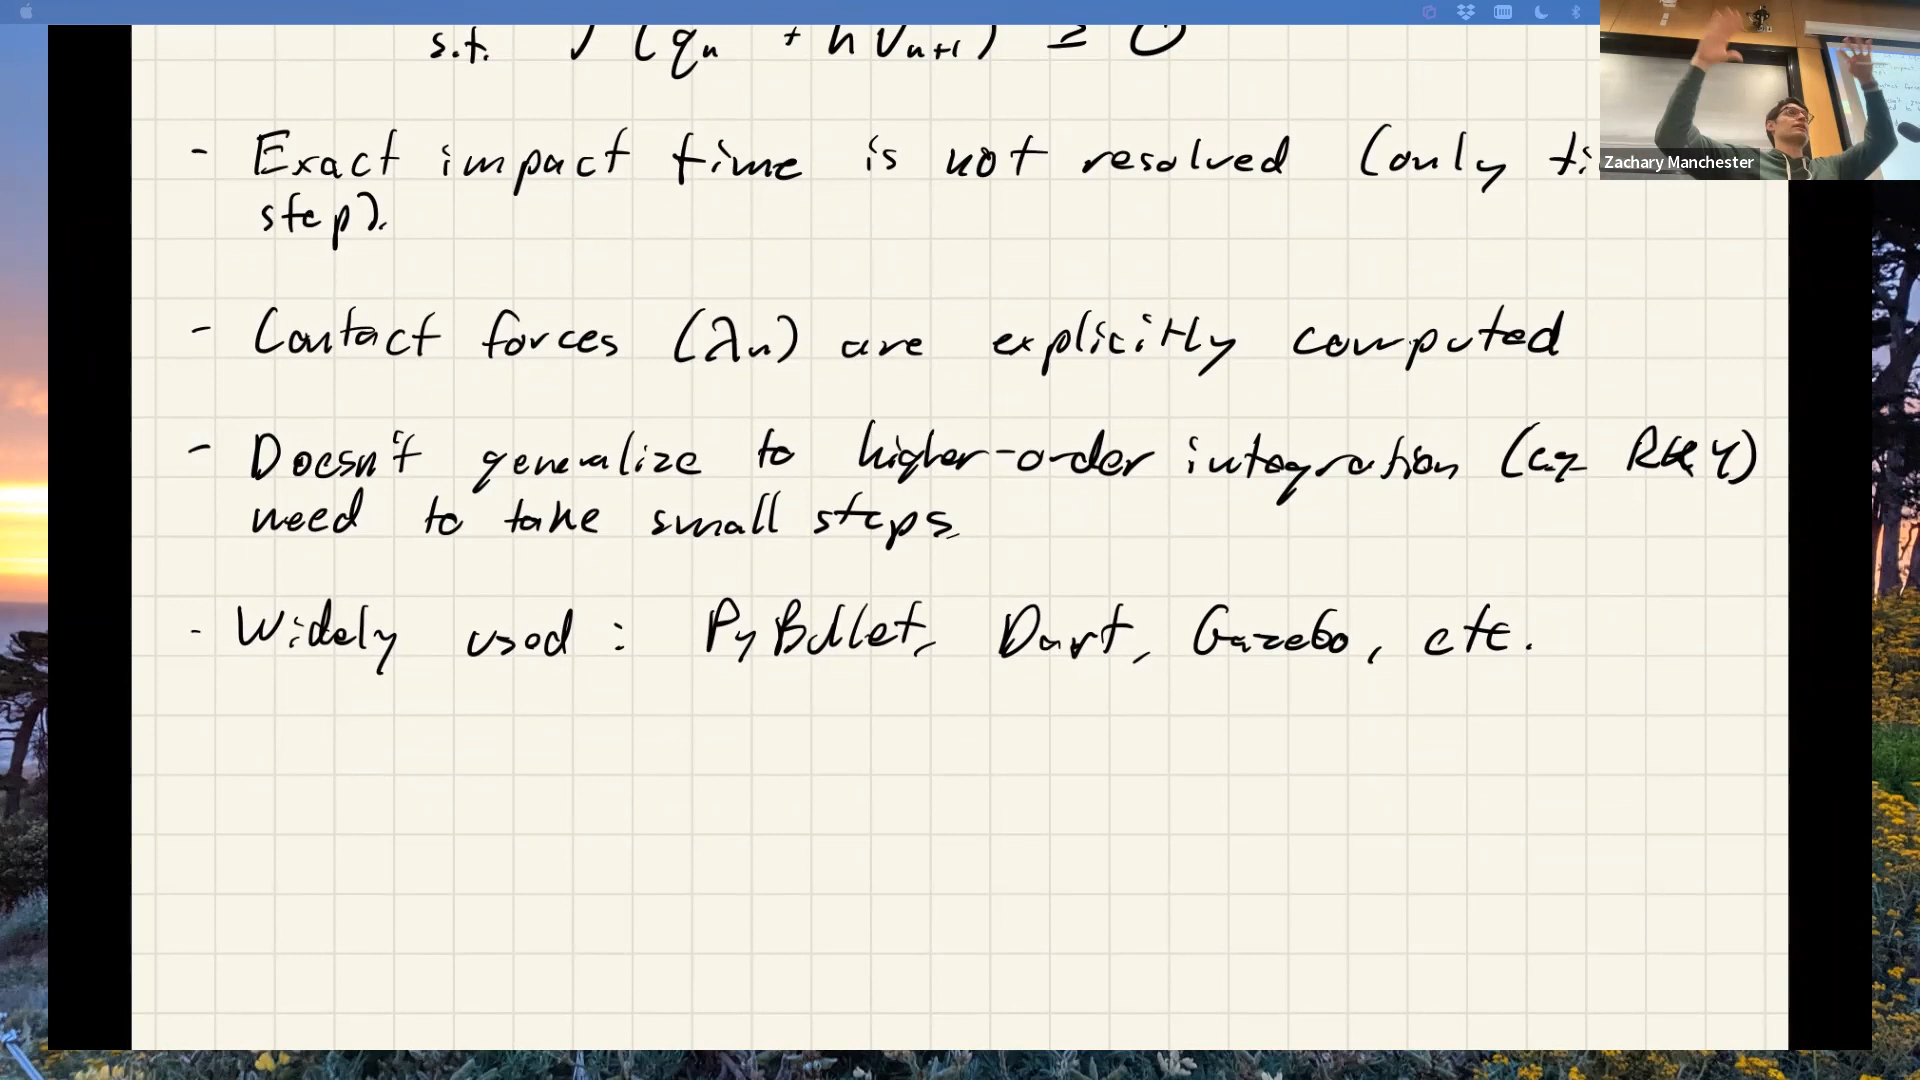 s.t. J (qn + h vn+1) ≥ 0
- Exact impact time is not resolved (only
step).
- Contact forces (λn) are explicitly computed
- Doesn't generalize to higher-order integration (eg RK4)
need to take small steps
- Widely used : PyBullet, Dart, Gazebo, etc.
Zachary Manchester